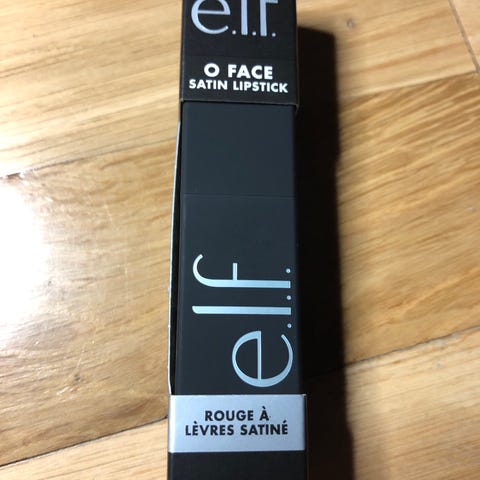 e.l.f.
O FACE
SATIN LIPSTICK
e.l.f.
ROUGE À
LÈVRES SATINÉ